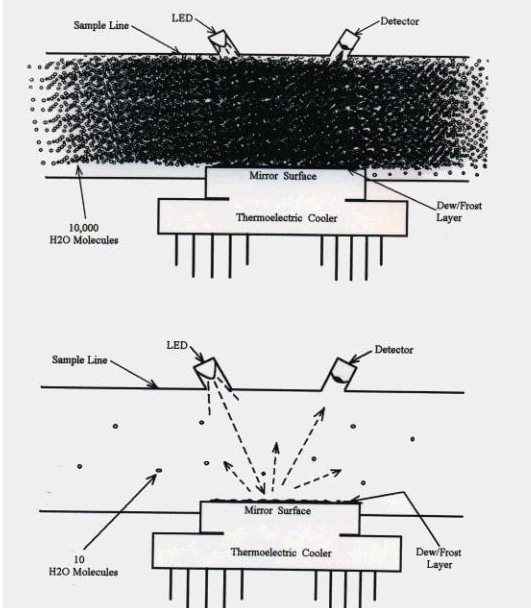 LED
Sample Line
Detector
Mirror Surface
Thermoelectric Cooler
Dew/Frost
Layer
10,000
H2O Molecules
LED
Sample Line
Detector
Mirror Surface
Thermoelectric Cooler
10
H2O Molecules
Dew/Frost
Layer